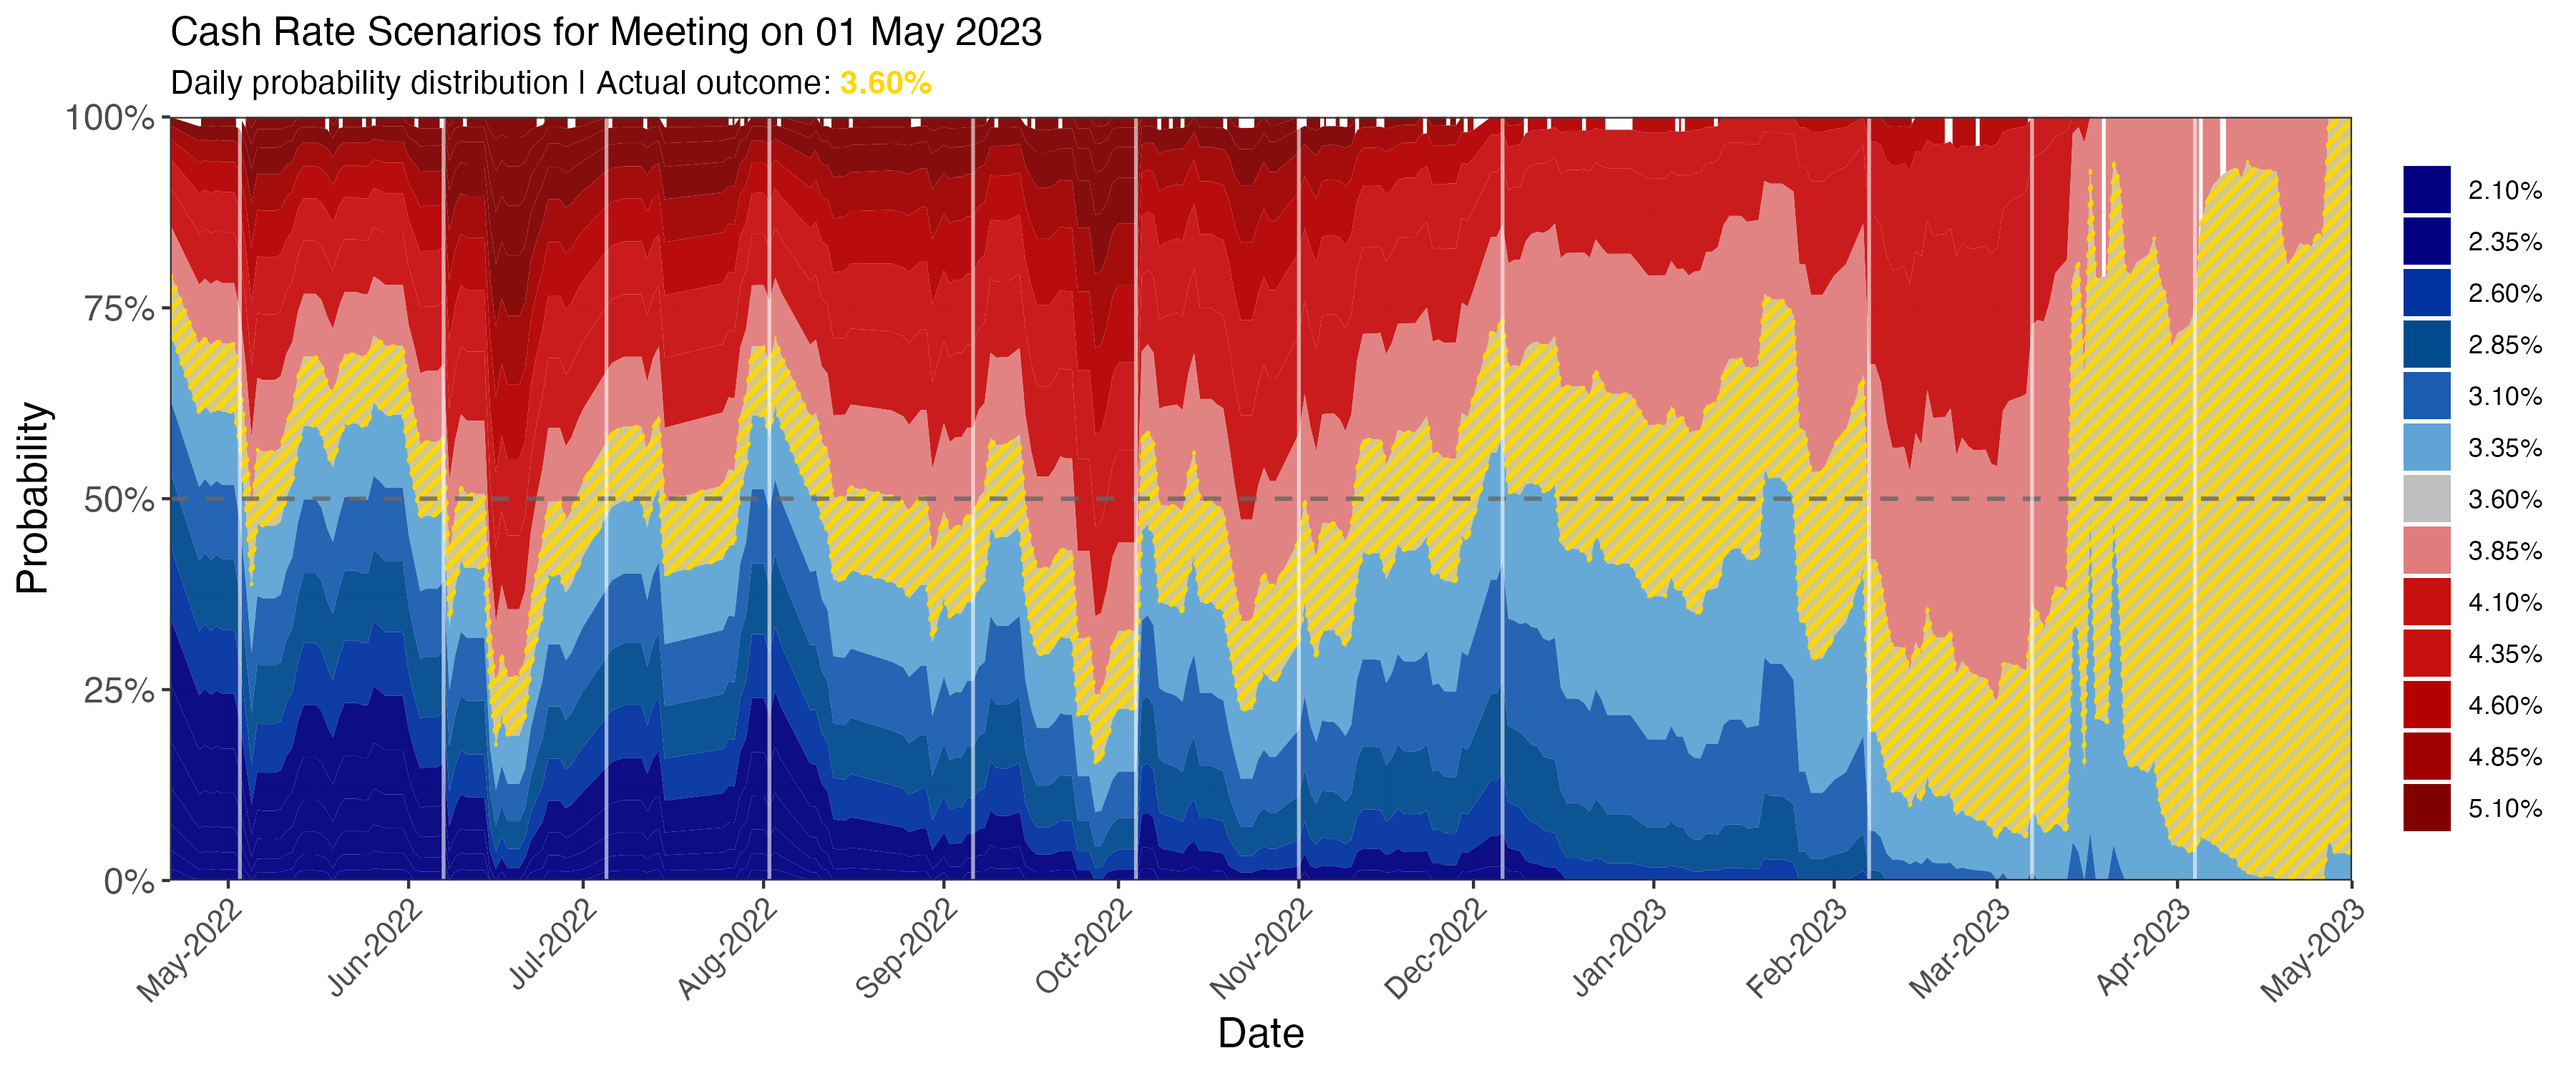 Cash Rate Scenarios for Meeting on 01 May 2023
Daily probability distribution | Actual outcome: 3.60%
Probability
100%
75%
50%
25%
0%
May-2022
Jun-2022
Jul-2022
Aug-2022
Sep-2022
Oct-2022
Nov-2022
Dec-2022
Jan-2023
Feb-2023
Mar-2023
Apr-2023
May-2023
Date
2.10%
2.35%
2.60%
2.85%
3.10%
3.35%
3.60%
3.85%
4.10%
4.35%
4.60%
4.85%
5.10%